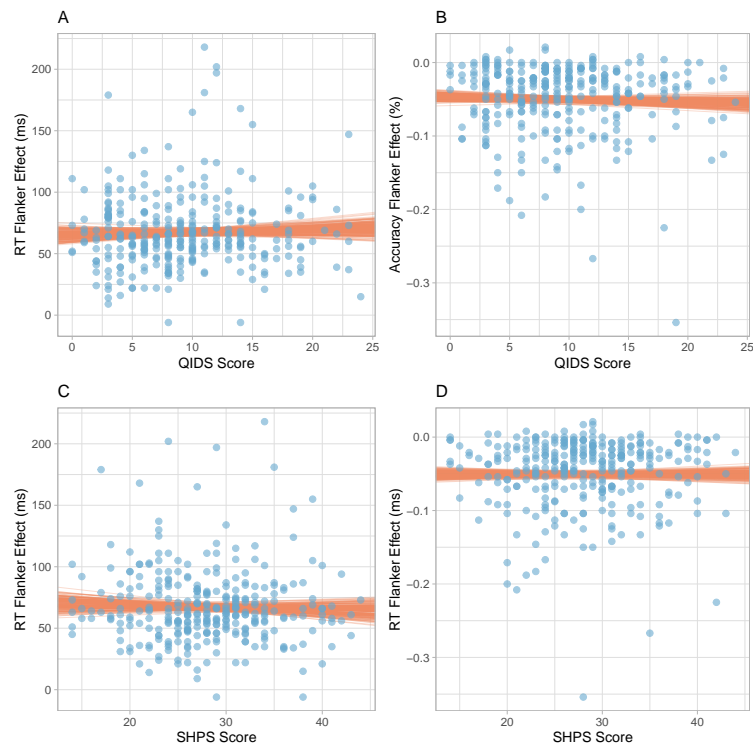 A
200
150
100
50
0
RT Flanker Effect (ms)
0 5 10 15 20 25
QIDS Score
B
0.0
−0.1
−0.2
−0.3
Accuracy Flanker Effect (%)
0 5 10 15 20 25
QIDS Score
C
200
150
100
50
0
RT Flanker Effect (ms)
20 30 40
SHPS Score
D
0.0
−0.1
−0.2
−0.3
RT Flanker Effect (ms)
20 30 40
SHPS Score